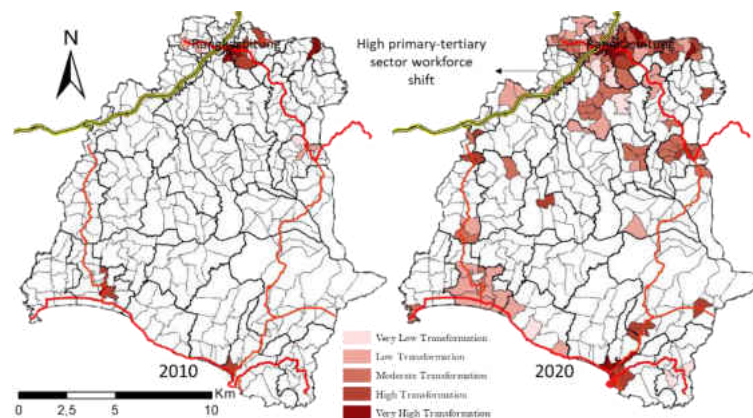 N
High primary-tertiary
sector workforce
shift
2010
2020
Very Low Transformation
Low Transformation
Moderate Transformation
High Transformation
Very High Transformation
Km
0 2,5 5 10